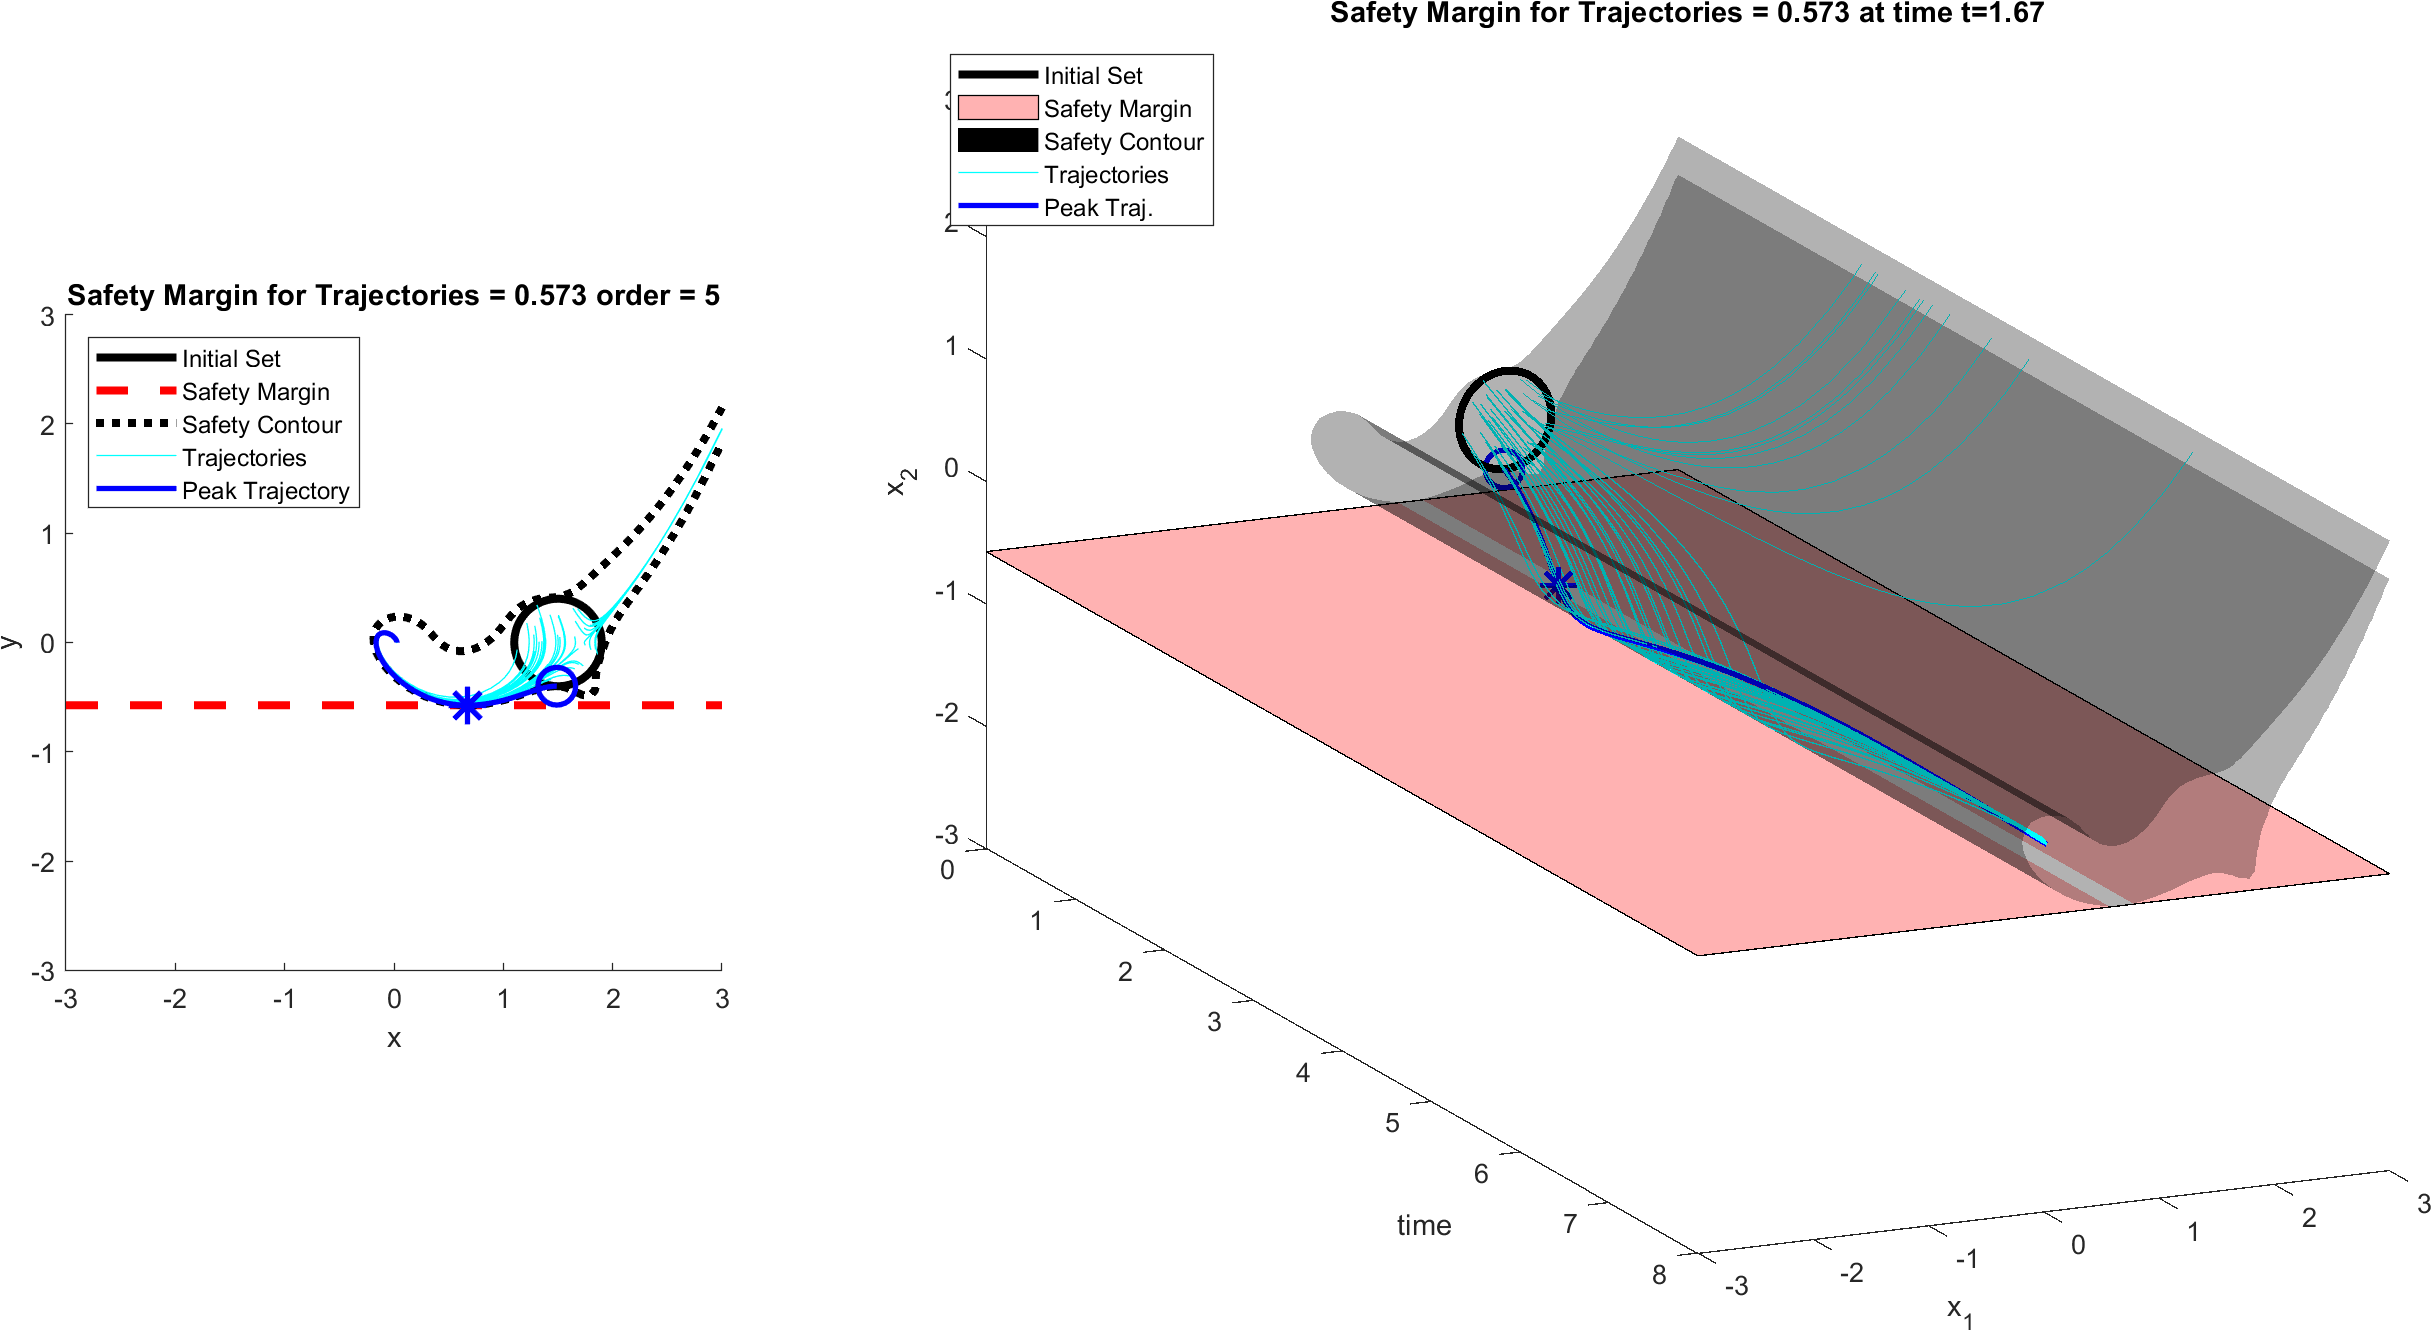 Safety Margin for Trajectories = 0.573 order = 5
3
2
1
0
-1
-2
-3
-3
-2
-1
0
1
2
3
x
y
Initial Set
Safety Margin
Safety Contour
Trajectories
Peak Trajectory
Safety Margin for Trajectories = 0.573 at time t=1.67
Initial Set
Safety Margin
Safety Contour
Trajectories
Peak Traj.
3
2
1
0
-1
-2
-3
x2
0
1
2
3
4
5
6
7
8
time
-3
-2
-1
0
1
2
3
x1